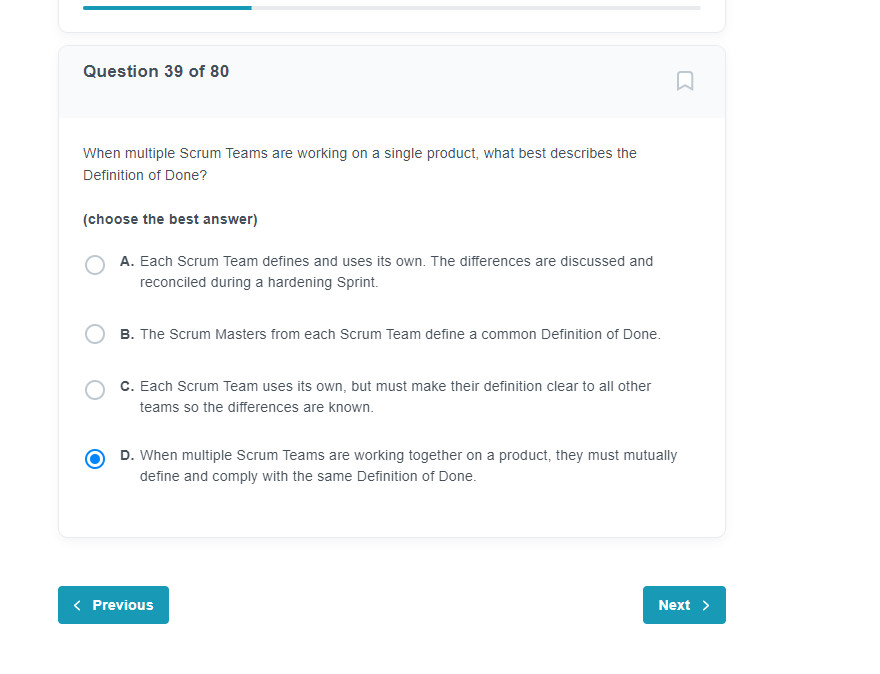 Question 39 of 80
When multiple Scrum Teams are working on a single product, what best describes the
Definition of Done?
(choose the best answer)
A. Each Scrum Team defines and uses its own. The differences are discussed and
reconciled during a hardening Sprint.
B. The Scrum Masters from each Scrum Team define a common Definition of Done.
C. Each Scrum Team uses its own, but must make their definition clear to all other
teams so the differences are known.
D. When multiple Scrum Teams are working together on a product, they must mutually
define and comply with the same Definition of Done.
Previous
Next